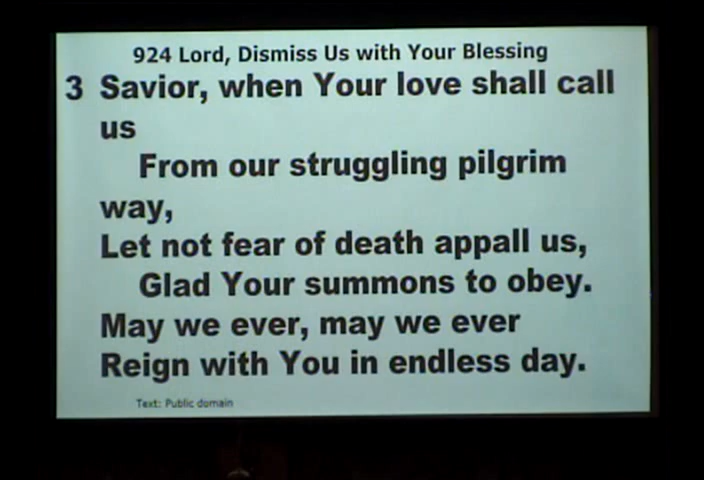 924 Lord, Dismiss Us with Your Blessing
3 Savior, when Your love shall call
us
From our struggling pilgrim
way,
Let not fear of death appall us,
Glad Your summons to obey.
May we ever, may we ever
Reign with You in endless day.
Text: Public domain